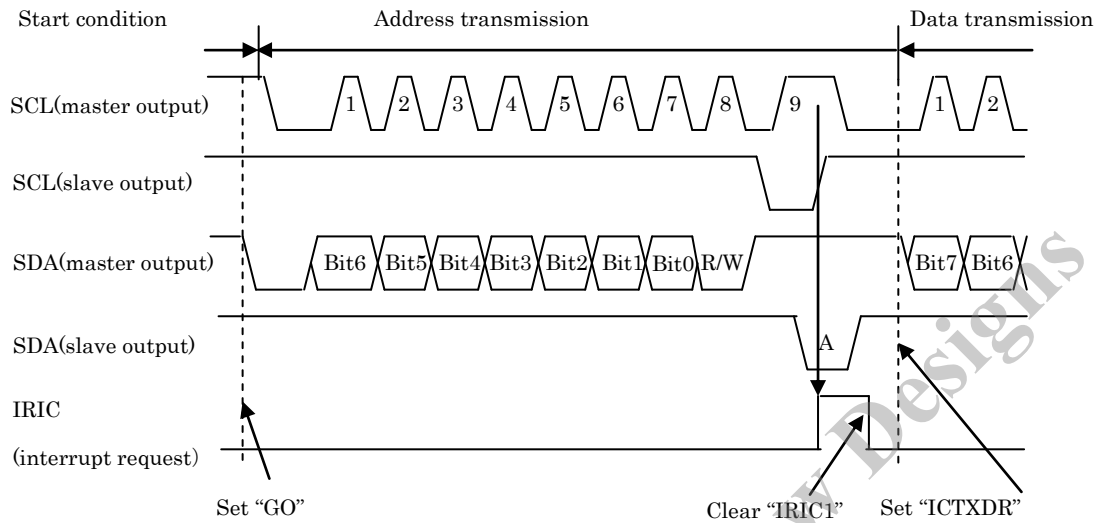 Start condition Address transmission Data transmission
SCL(master output) 1 2 3 4 5 6 7 8 9 1 2
SCL(slave output)
SDA(master output) Bit6 Bit5 Bit4 Bit3 Bit2 Bit1 Bit0 R/W Bit7 Bit6
SDA(slave output) A
IRIC
(interrupt request)
Set “GO” Clear “IRIC1” Set “ICTXDR”
Designs